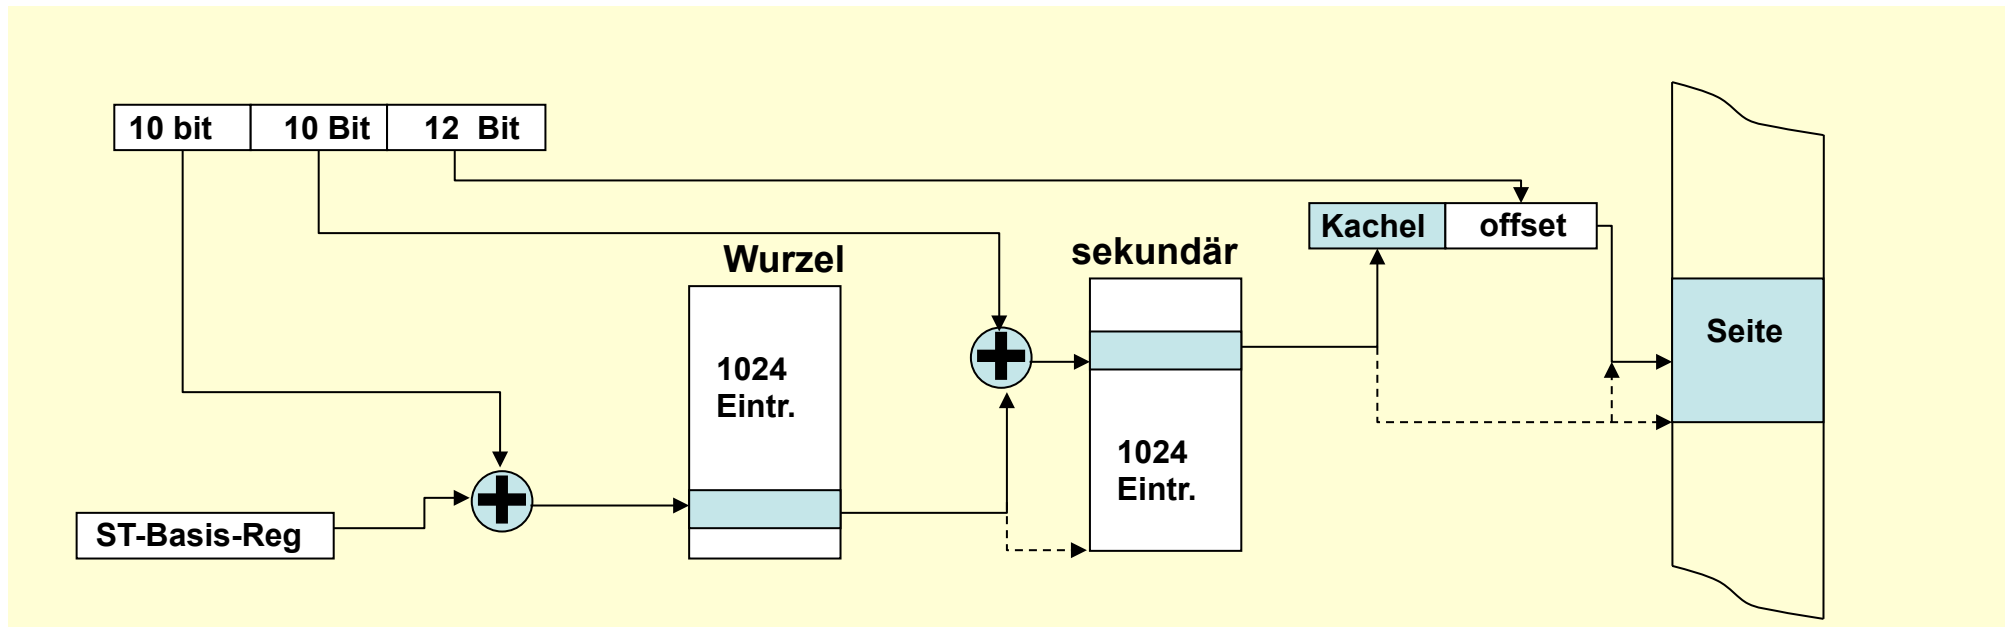 10 bit 10 Bit 12 Bit
Kachel offset
Wurzel
sekundär
Seite
1024
Eintr.
1024
Eintr.
ST-Basis-Reg